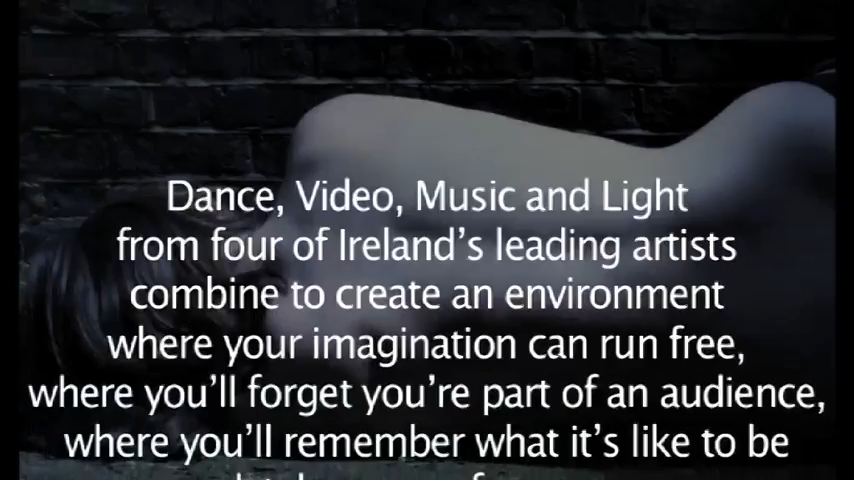 Dance, Video, Music and Light
from four of Ireland's leading artists
combine to create an environment
where your imagination can run free,
where you'll forget you're part of an audience,
where you'll remember what it's like to be